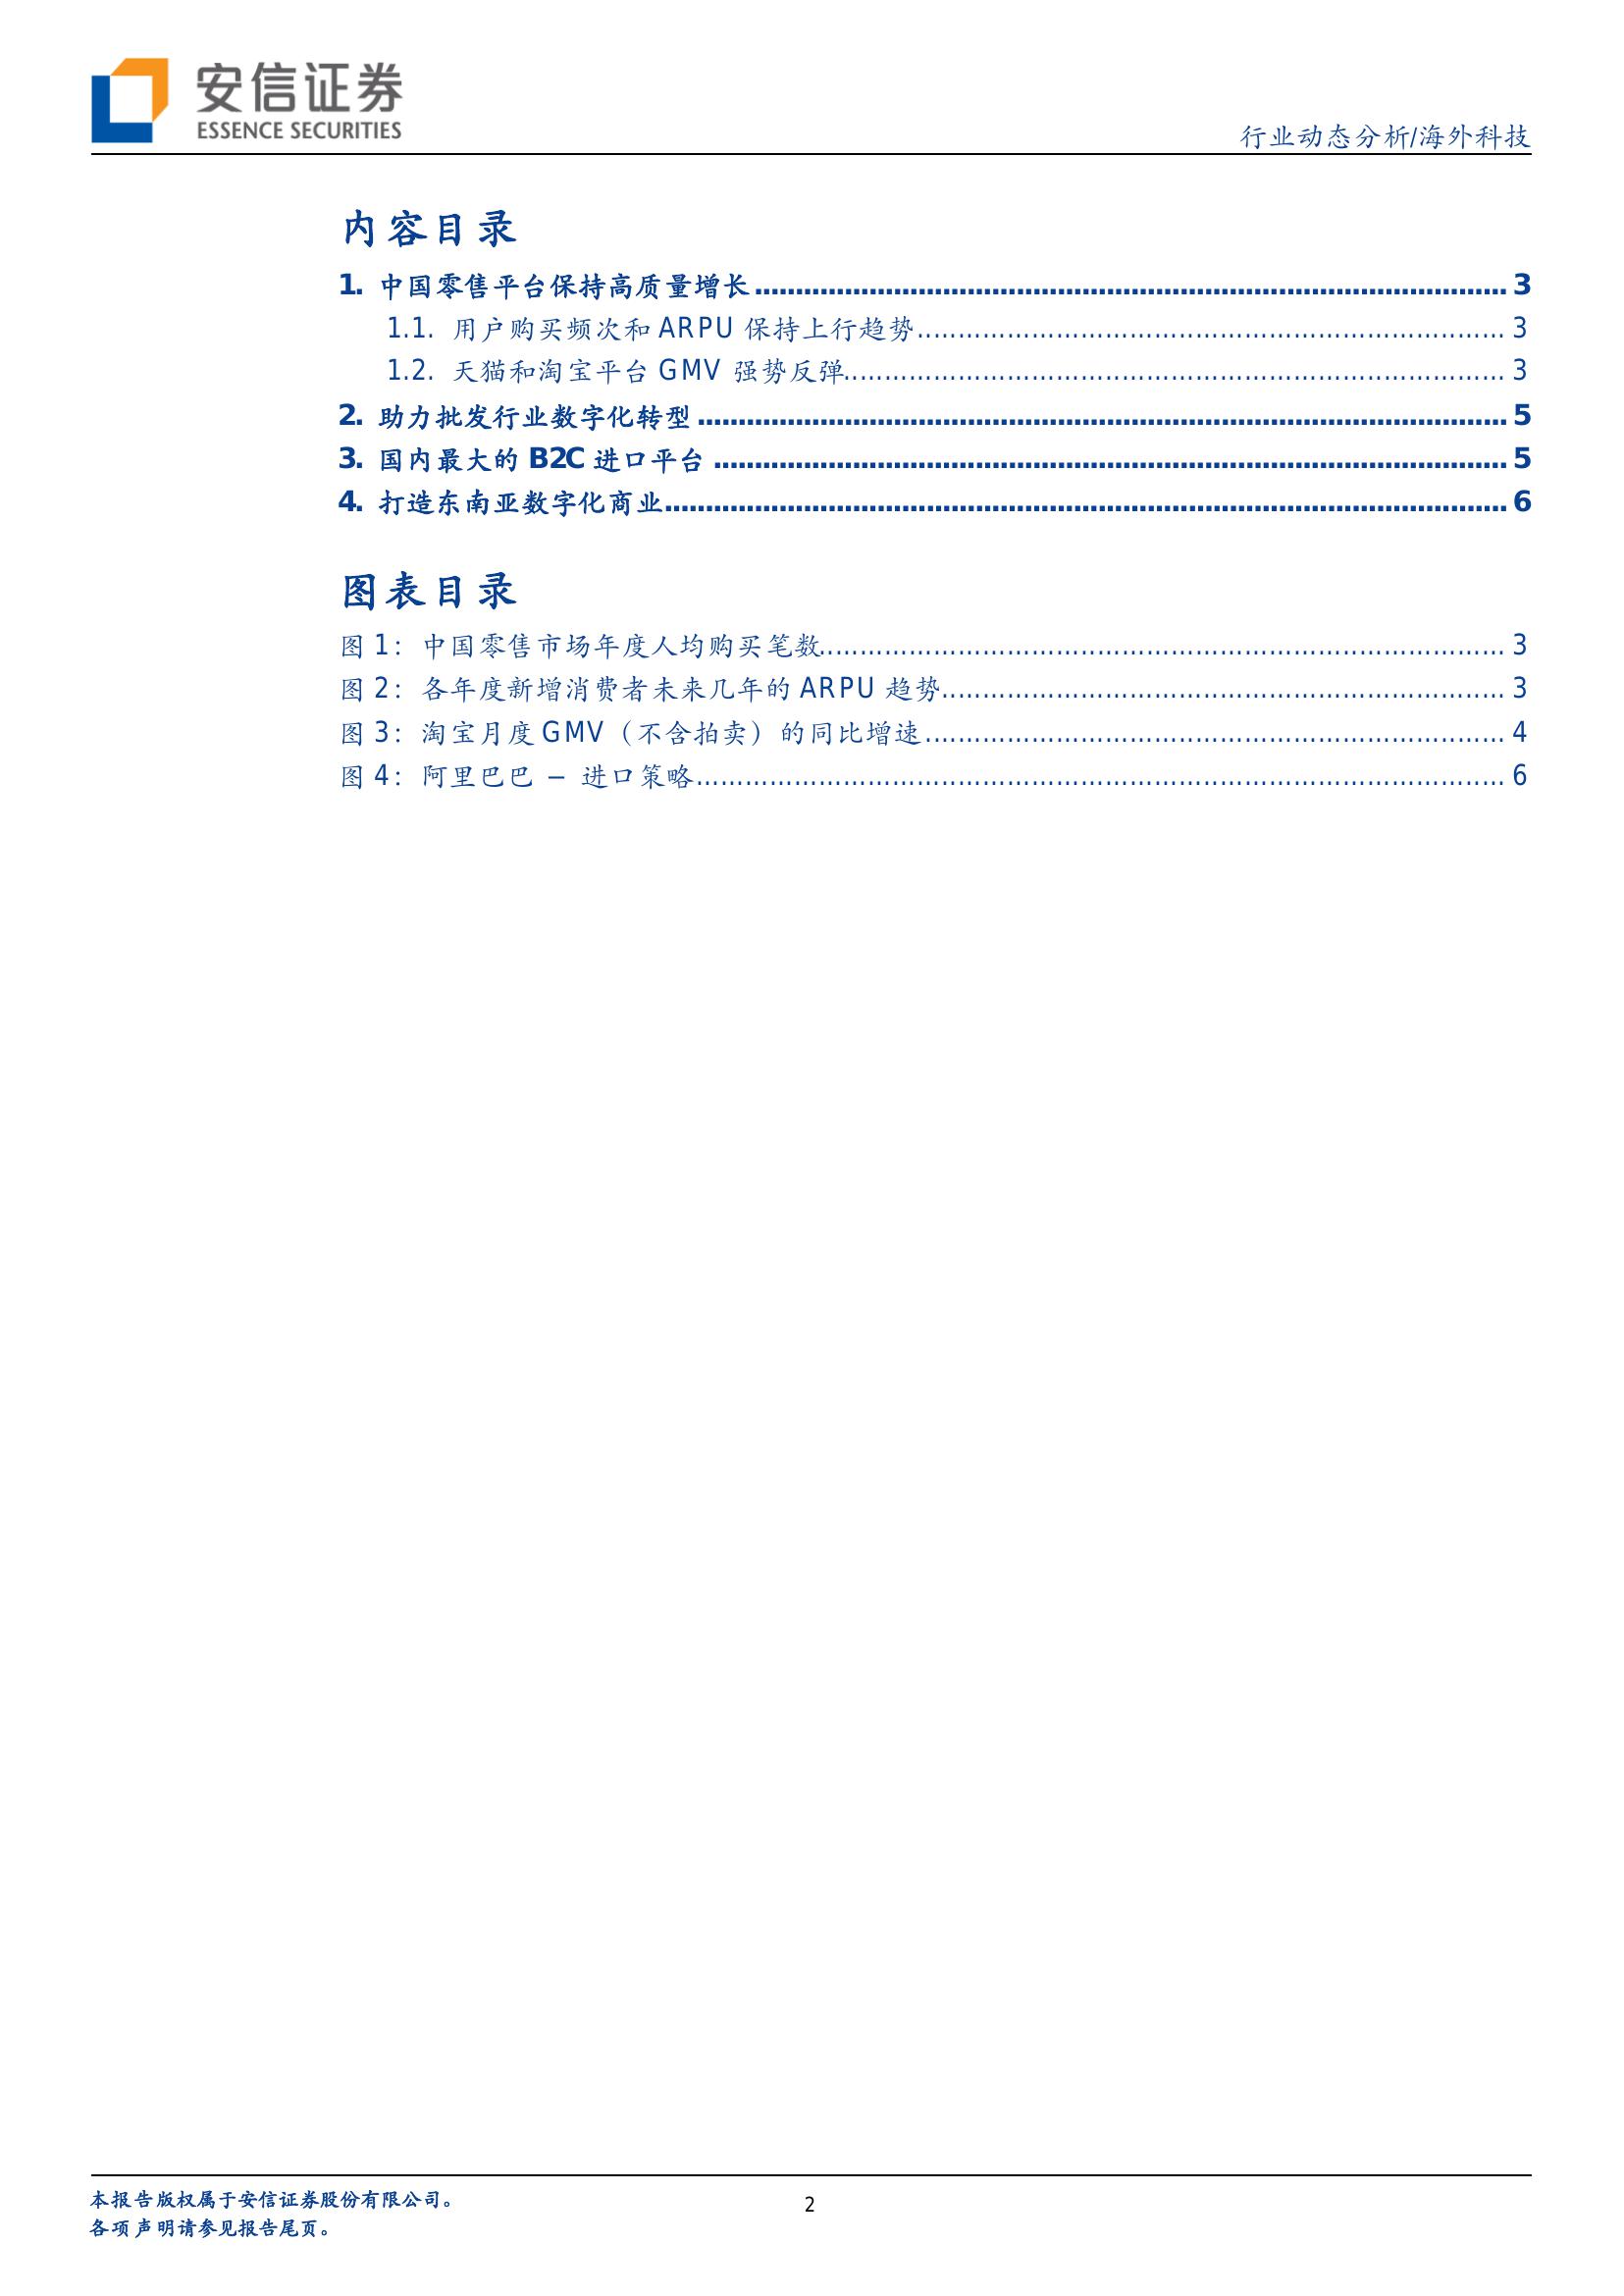 安信证券
ESSENCE SECURITIES
行业动态分析/海外科技
内容目录
1. 中国零售平台保持高质量增长 3
1.1. 用户购买频次和 ARPU 保持上行趋势 3
1.2. 天猫和淘宝平台 GMV 强势反弹 3
2. 助力批发行业数字化转型 5
3. 国内最大的 B2C 进口平台 5
4. 打造东南亚数字化商业 6
图表目录
图 1：中国零售市场年度人均购买笔数 3
图 2：各年度新增消费者未来几年的 ARPU 趋势 3
图 3：淘宝月度 GMV（不含拍卖）的同比增速 4
图 4：阿里巴巴 – 进口策略 6
本报告版权属于安信证券股份有限公司。
2
各项声明请参见报告尾页。